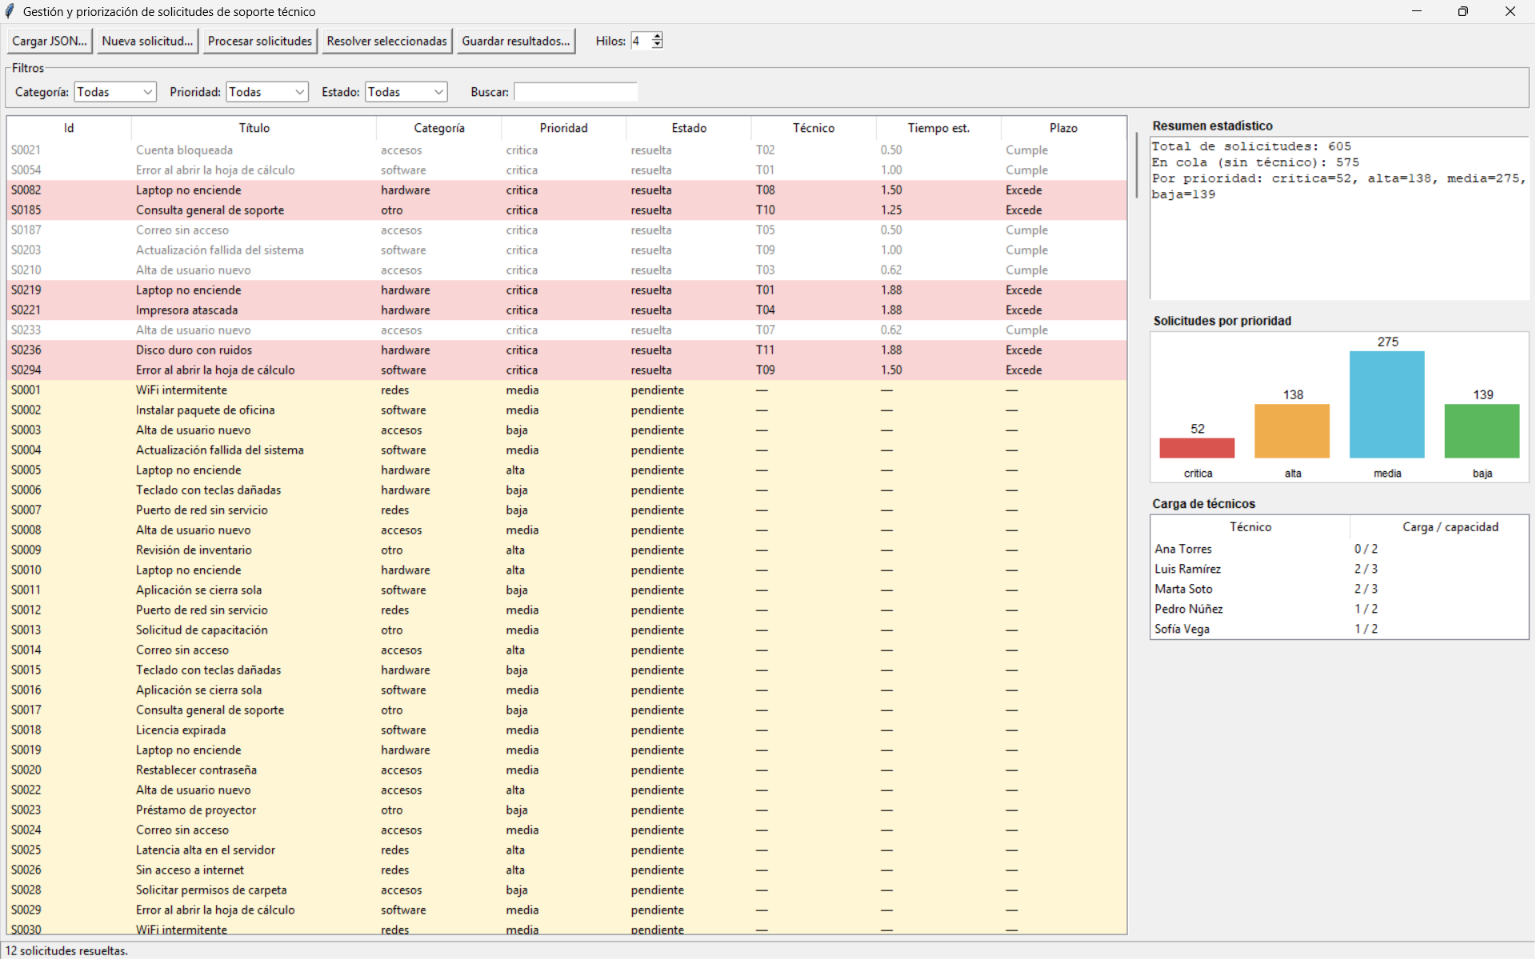 Gestión y priorización de solicitudes de soporte técnico
Cargar JSON... Nueva solicitud... Procesar solicitudes Resolver seleccionadas Guardar resultados... Hilos: 4
Filtros
Categoría: Todas Prioridad: Todas Estado: Todas Buscar:
Id Título Categoría Prioridad Estado Técnico Tiempo est. Plazo
S0021 Cuenta bloqueada accesos critica resuelta T02 0.50 Cumple
S0054 Error al abrir la hoja de cálculo software critica resuelta T01 1.00 Cumple
S0082 Laptop no enciende hardware critica resuelta T08 1.50 Excede
S0185 Consulta general de soporte otro critica resuelta T10 1.25 Excede
S0187 Correo sin acceso accesos critica resuelta T05 0.50 Cumple
S0203 Actualización fallida del sistema software critica resuelta T09 1.00 Cumple
S0210 Alta de usuario nuevo accesos critica resuelta T03 0.62 Cumple
S0219 Laptop no enciende hardware critica resuelta T01 1.88 Excede
S0221 Impresora atascada hardware critica resuelta T04 1.88 Excede
S0233 Alta de usuario nuevo accesos critica resuelta T07 0.62 Cumple
S0236 Disco duro con ruidos hardware critica resuelta T11 1.88 Excede
S0294 Error al abrir la hoja de cálculo software critica resuelta T09 1.50 Excede
S0001 WiFi intermitente redes media pendiente — — —
S0002 Instalar paquete de oficina software media pendiente — — —
S0003 Alta de usuario nuevo accesos baja pendiente — — —
S0004 Actualización fallida del sistema software media pendiente — — —
S0005 Laptop no enciende hardware alta pendiente — — —
S0006 Teclado con teclas dañadas hardware baja pendiente — — —
S0007 Puerto de red sin servicio redes baja pendiente — — —
S0008 Alta de usuario nuevo accesos media pendiente — — —
S0009 Revisión de inventario otro alta pendiente — — —
S0010 Laptop no enciende hardware alta pendiente — — —
S0011 Aplicación se cierra sola software baja pendiente — — —
S0012 Puerto de red sin servicio redes media pendiente — — —
S0013 Solicitud de capacitación otro media pendiente — — —
S0014 Correo sin acceso accesos alta pendiente — — —
S0015 Teclado con teclas dañadas hardware baja pendiente — — —
S0016 Aplicación se cierra sola software media pendiente — — —
S0017 Consulta general de soporte otro baja pendiente — — —
S0018 Licencia expirada software media pendiente — — —
S0019 Laptop no enciende hardware media pendiente — — —
S0020 Restablecer contraseña accesos media pendiente — — —
S0022 Alta de usuario nuevo accesos alta pendiente — — —
S0023 Préstamo de proyector otro baja pendiente — — —
S0024 Correo sin acceso accesos media pendiente — — —
S0025 Latencia alta en el servidor redes alta pendiente — — —
S0026 Sin acceso a internet redes alta pendiente — — —
S0028 Solicitar permisos de carpeta accesos baja pendiente — — —
S0029 Error al abrir la hoja de cálculo software media pendiente — — —
S0030 WiFi intermitente redes media pendiente — — —
Resumen estadístico
Total de solicitudes: 605
En cola (sin técnico): 575
Por prioridad: critica=52, alta=138, media=275,
baja=139
Solicitudes por prioridad
52 138 275 139
critica alta media baja
Carga de técnicos
Técnico Carga / capacidad
Ana Torres 0 / 2
Luis Ramírez 2 / 3
Marta Soto 2 / 3
Pedro Núñez 1 / 2
Sofía Vega 1 / 2
12 solicitudes resueltas.